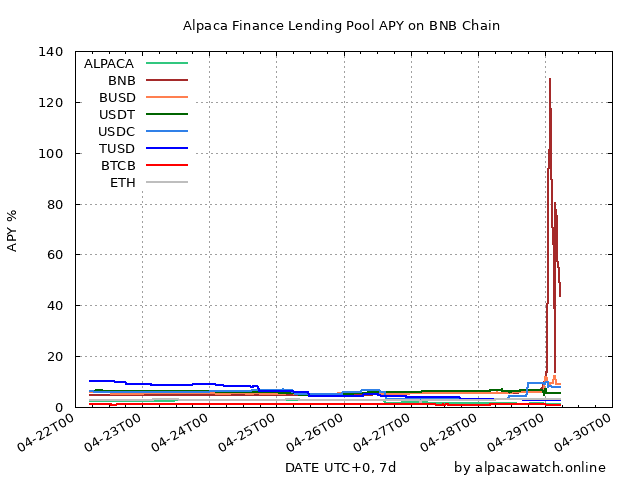 Alpaca Finance Lending Pool APY on BNB Chain
140
120
100
80
60
40
20
0
APY %
ALPACA
BNB
BUSD
USDT
USDC
TUSD
BTCB
ETH
04-22T00
04-23T00
04-24T00
04-25T00
04-26T00
04-27T00
04-28T00
04-29T00
04-30T00
DATE UTC+0, 7d
by alpacawatch.online